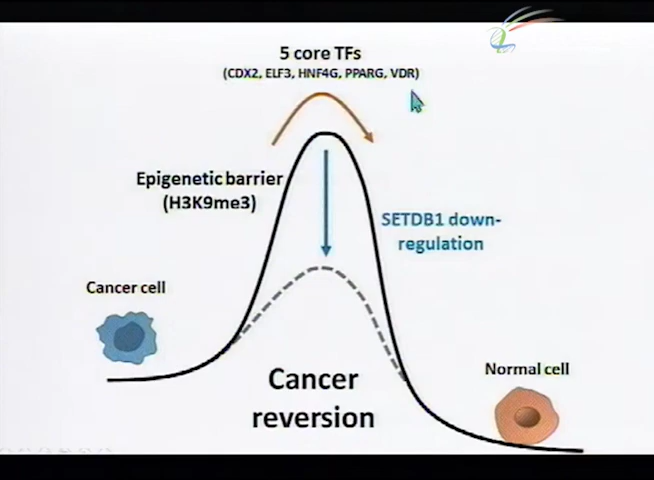 5 core TFs
(CDX2, ELF3, HNF4G, PPARG, VDR)
Epigenetic barrier
(H3K9me3)
SETDB1 down-
regulation
Cancer cell
Normal cell
Cancer
reversion